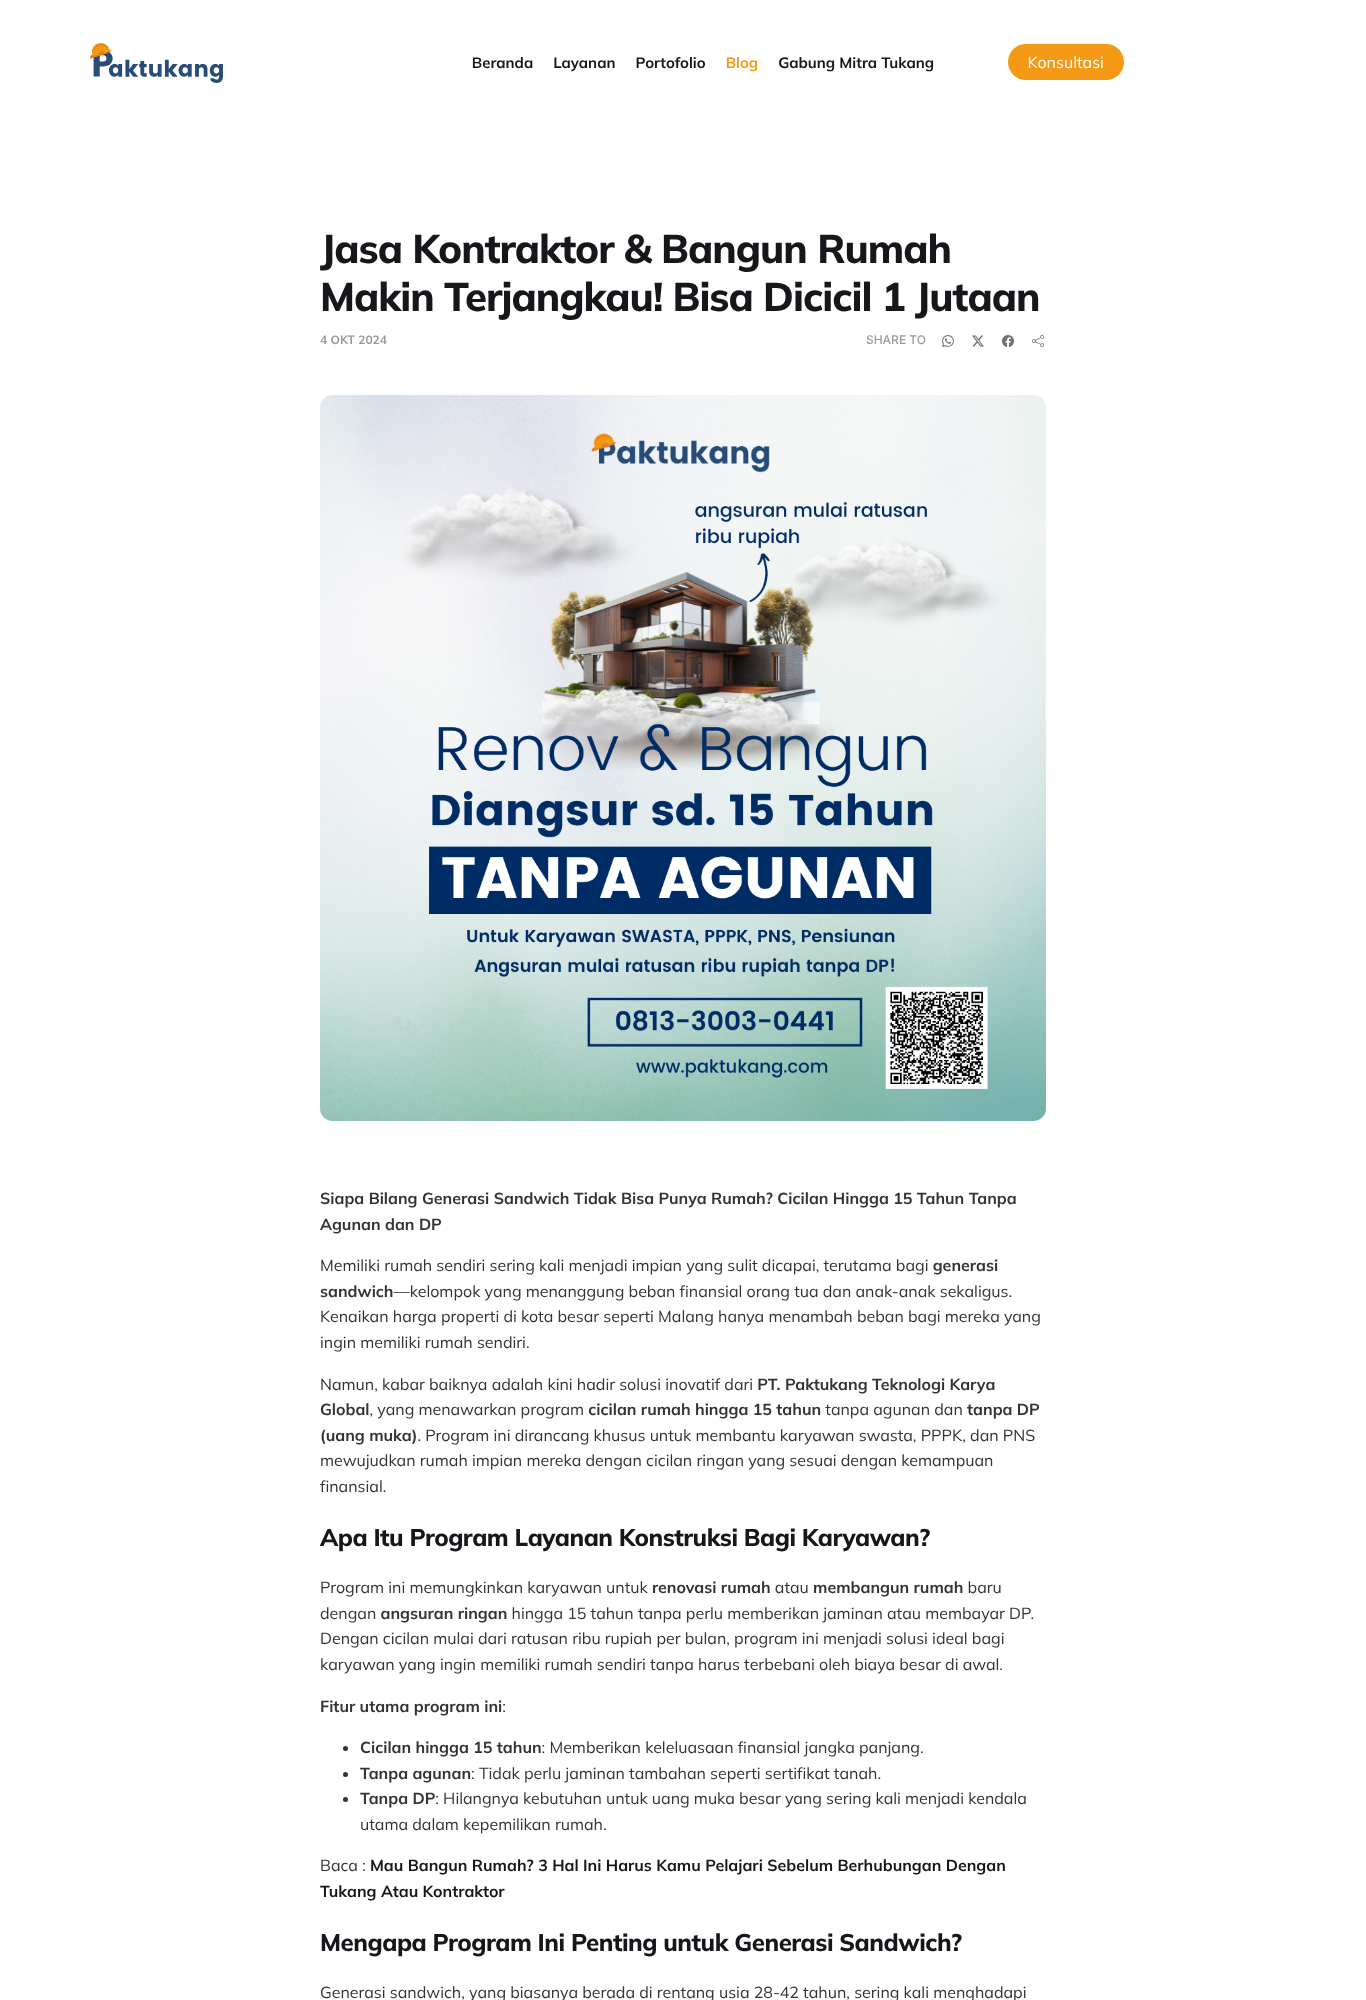 Paktukang
Beranda
Layanan
Portofolio
Blog
Gabung Mitra Tukang
Konsultasi
Jasa Kontraktor & Bangun Rumah
Makin Terjangkau! Bisa Dicicil 1 Jutaan
4 OKT 2024
SHARE TO
Paktukang
angsuran mulai ratusan
ribu rupiah
Renov & Bangun
Diangsur sd. 15 Tahun
TANPA AGUNAN
Untuk Karyawan SWASTA, PPPK, PNS, Pensiunan
Angsuran mulai ratusan ribu rupiah tanpa DP!
0813-3003-0441
www.paktukang.com
Siapa Bilang Generasi Sandwich Tidak Bisa Punya Rumah? Cicilan Hingga 15 Tahun Tanpa
Agunan dan DP
Memiliki rumah sendiri sering kali menjadi impian yang sulit dicapai, terutama bagi generasi
sandwich—kelompok yang menanggung beban finansial orang tua dan anak-anak sekaligus.
Kenaikan harga properti di kota besar seperti Malang hanya menambah beban bagi mereka yang
ingin memiliki rumah sendiri.
Namun, kabar baiknya adalah kini hadir solusi inovatif dari PT. Paktukang Teknologi Karya
Global, yang menawarkan program cicilan rumah hingga 15 tahun tanpa agunan dan tanpa DP
(uang muka). Program ini dirancang khusus untuk membantu karyawan swasta, PPPK, dan PNS
mewujudkan rumah impian mereka dengan cicilan ringan yang sesuai dengan kemampuan
finansial.
Apa Itu Program Layanan Konstruksi Bagi Karyawan?
Program ini memungkinkan karyawan untuk renovasi rumah atau membangun rumah baru
dengan angsuran ringan hingga 15 tahun tanpa perlu memberikan jaminan atau membayar DP.
Dengan cicilan mulai dari ratusan ribu rupiah per bulan, program ini menjadi solusi ideal bagi
karyawan yang ingin memiliki rumah sendiri tanpa harus terbebani oleh biaya besar di awal.
Fitur utama program ini:
• Cicilan hingga 15 tahun: Memberikan keleluasaan finansial jangka panjang.
• Tanpa agunan: Tidak perlu jaminan tambahan seperti sertifikat tanah.
• Tanpa DP: Hilangnya kebutuhan untuk uang muka besar yang sering kali menjadi kendala
utama dalam kepemilikan rumah.
Baca : Mau Bangun Rumah? 3 Hal Ini Harus Kamu Pelajari Sebelum Berhubungan Dengan
Tukang Atau Kontraktor
Mengapa Program Ini Penting untuk Generasi Sandwich?
Generasi sandwich, yang biasanya berada di rentang usia 28-42 tahun, sering kali menghadapi